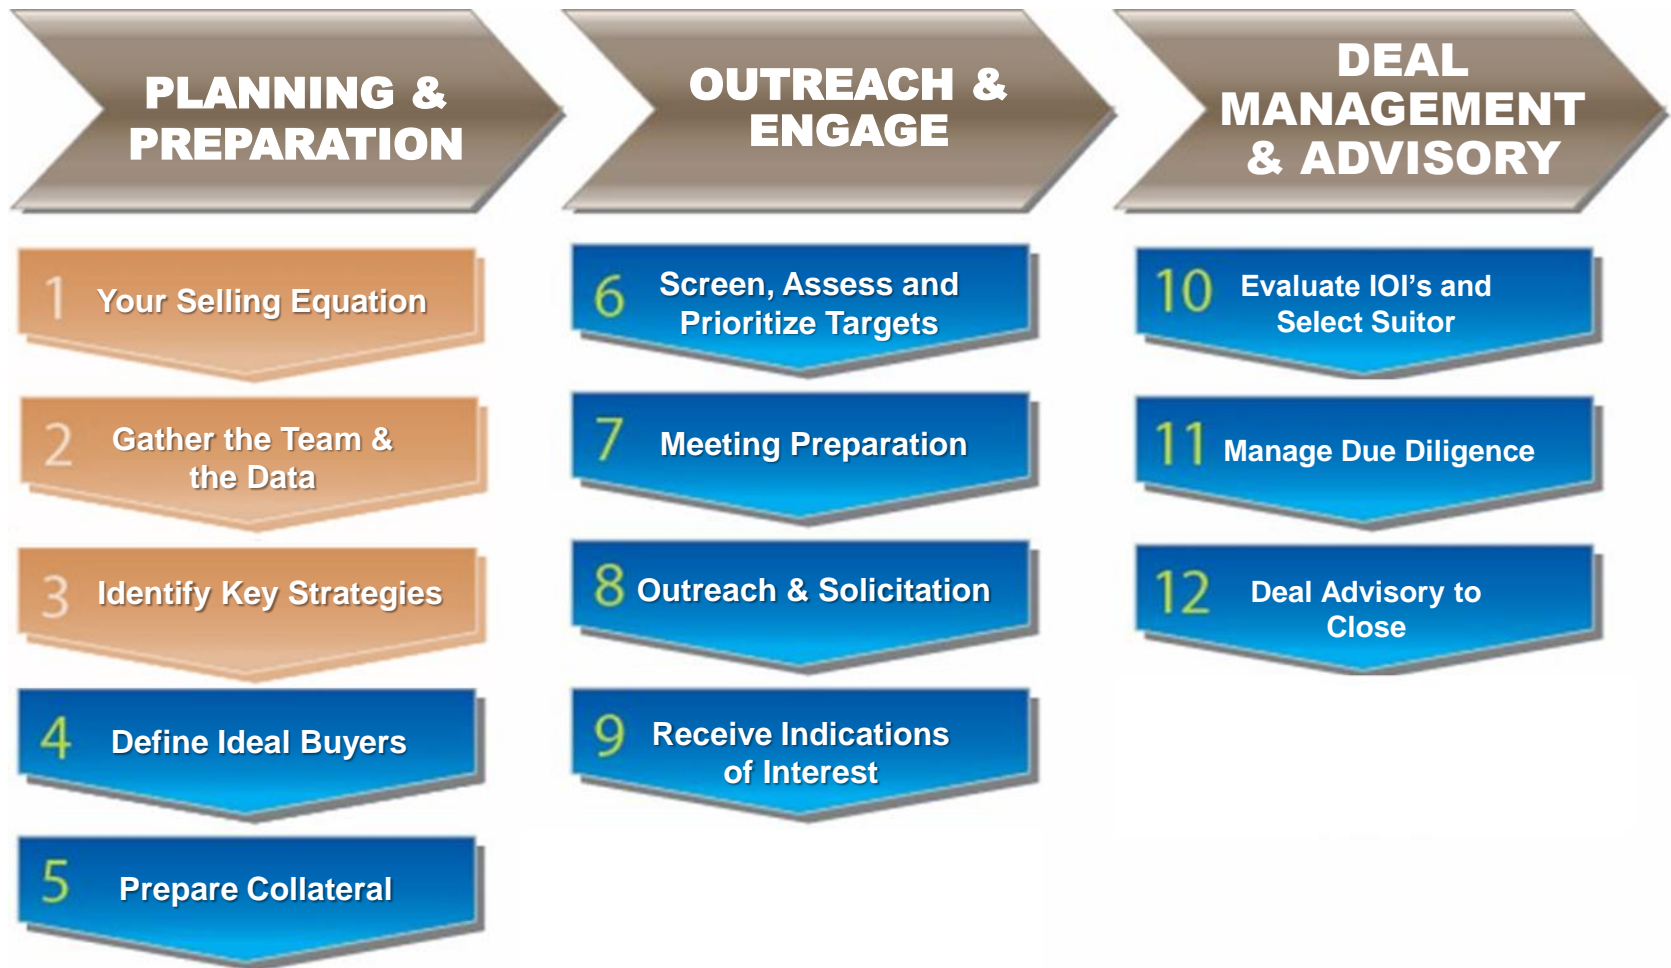 PLANNING &
PREPARATION
1
Your Selling Equation
2
Gather the Team &
the Data
3
Identify Key Strategies
4
Define Ideal Buyers
5
Prepare Collateral
OUTREACH &
ENGAGE
6
Screen, Assess and
Prioritize Targets
7
Meeting Preparation
8
Outreach & Solicitation
9
Receive Indications
of Interest
DEAL
MANAGEMENT
& ADVISORY
10
Evaluate IOI’s and
Select Suitor
11
Manage Due Diligence
12
Deal Advisory to
Close